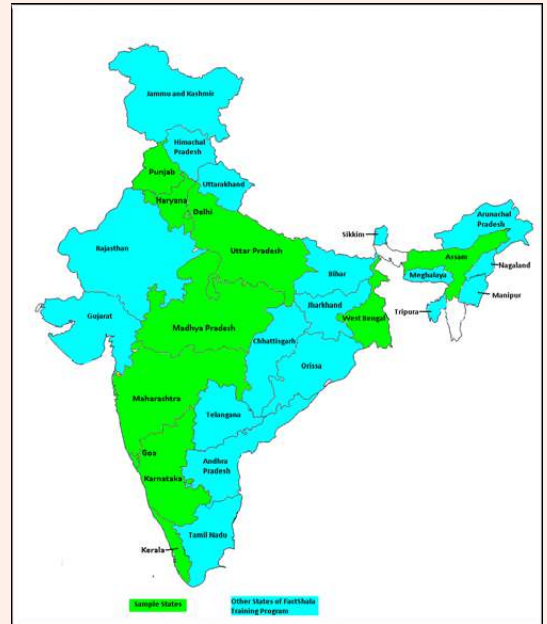 Jammu and Kashmir
Himachal
Pradesh
Punjab
Uttarakhand
Haryana
Delhi
Arunachal
Pradesh
Sikkim
Rajasthan
Uttar Pradesh
Assam
Nagaland
Bihar
Meghalaya
Manipur
Jharkhand
Tripura
Gujarat
West Bengal
Madhya Pradesh
Chhattisgarh
Orissa
Maharashtra
Telangana
Goa
Andhra
Pradesh
Karnataka
Tamil Nadu
Kerala
Sample States
Other States of FactShala
Training Program